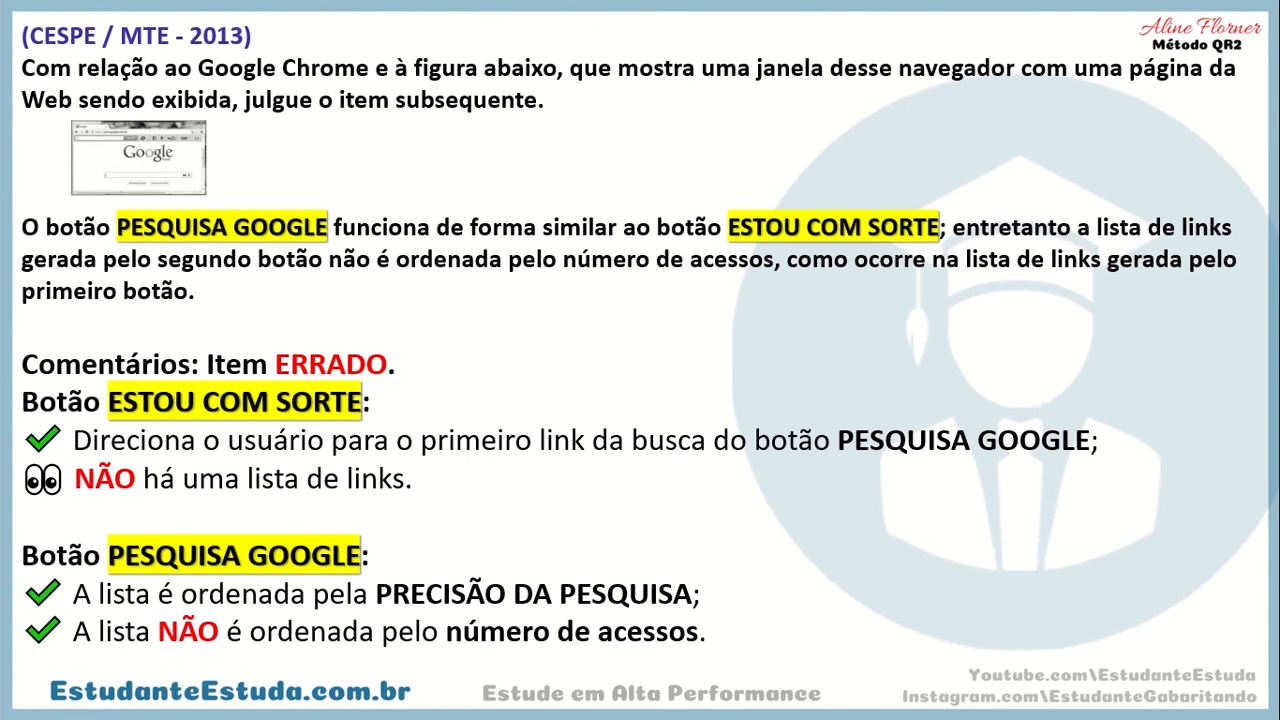 (CESPE / MTE - 2013)
Aline Florner
Método QR2
Com relação ao Google Chrome e à figura abaixo, que mostra uma janela desse navegador com uma página da
Web sendo exibida, julgue o item subsequente.
Google
O botão PESQUISA GOOGLE funciona de forma similar ao botão ESTOU COM SORTE; entretanto a lista de links
gerada pelo segundo botão não é ordenada pelo número de acessos, como ocorre na lista de links gerada pelo
primeiro botão.
Comentários: Item ERRADO.
Botão ESTOU COM SORTE:
Direciona o usuário para o primeiro link da busca do botão PESQUISA GOOGLE;
NÃO há uma lista de links.
Botão PESQUISA GOOGLE:
A lista é ordenada pela PRECISÃO DA PESQUISA;
A lista NÃO é ordenada pelo número de acessos.
EstudanteEstuda.com.br
Estude em Alta Performance
Youtube.com\EstudanteEstuda
Instagram.com\EstudanteGabaritando